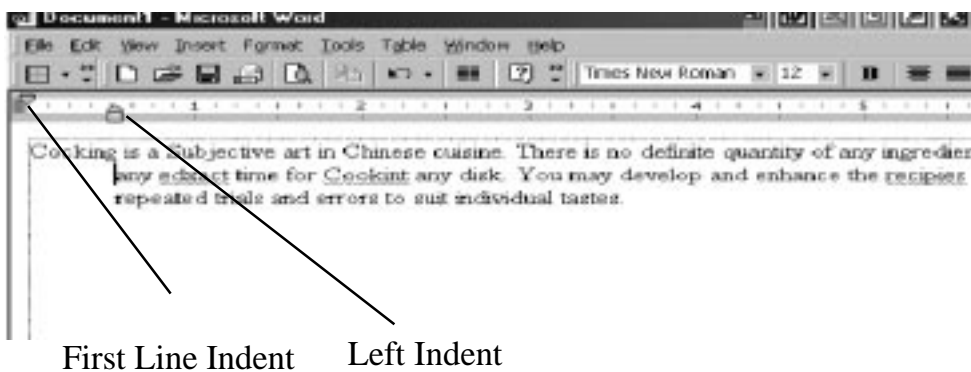 Document1 - Microsoft Word
File Edit View Insert Format Tools Table Window Help
Times New Roman 12
1 2 3 4 5
Cooking is a Subjective art in Chinese cuisine. There is no definite quantity of any ingredien
any edxact time for Cookint any disk. You may develop and enhance the recipies
repeated trials and errors to suit individual tastes.
First Line Indent Left Indent